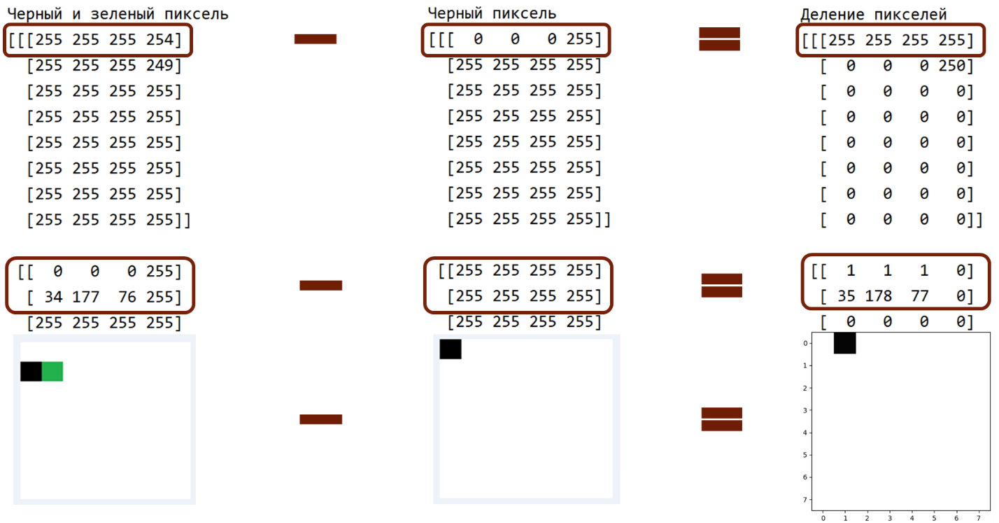 Черный и зеленый пиксель
[[[255 255 255 254]
[255 255 255 249]
[255 255 255 255]
[255 255 255 255]
[255 255 255 255]
[255 255 255 255]
[255 255 255 255]
[255 255 255 255]]
[[ 0 0 0 255]
[ 34 177 76 255]
[255 255 255 255]
Черный пиксель
[[[ 0 0 0 255]
[255 255 255 255]
[255 255 255 255]
[255 255 255 255]
[255 255 255 255]
[255 255 255 255]
[255 255 255 255]
[255 255 255 255]]
[[255 255 255 255]
[255 255 255 255]
[255 255 255 255]
Деление пикселей
[[[255 255 255 255]
[ 0 0 0 250]
[ 0 0 0 0]
[ 0 0 0 0]
[ 0 0 0 0]
[ 0 0 0 0]
[ 0 0 0 0]
[ 0 0 0 0]]
[[ 1 1 1 0]
[ 35 178 77 0]
[ 0 0 0 0]
0
1
2
3
4
5
6
7
0 1 2 3 4 5 6 7